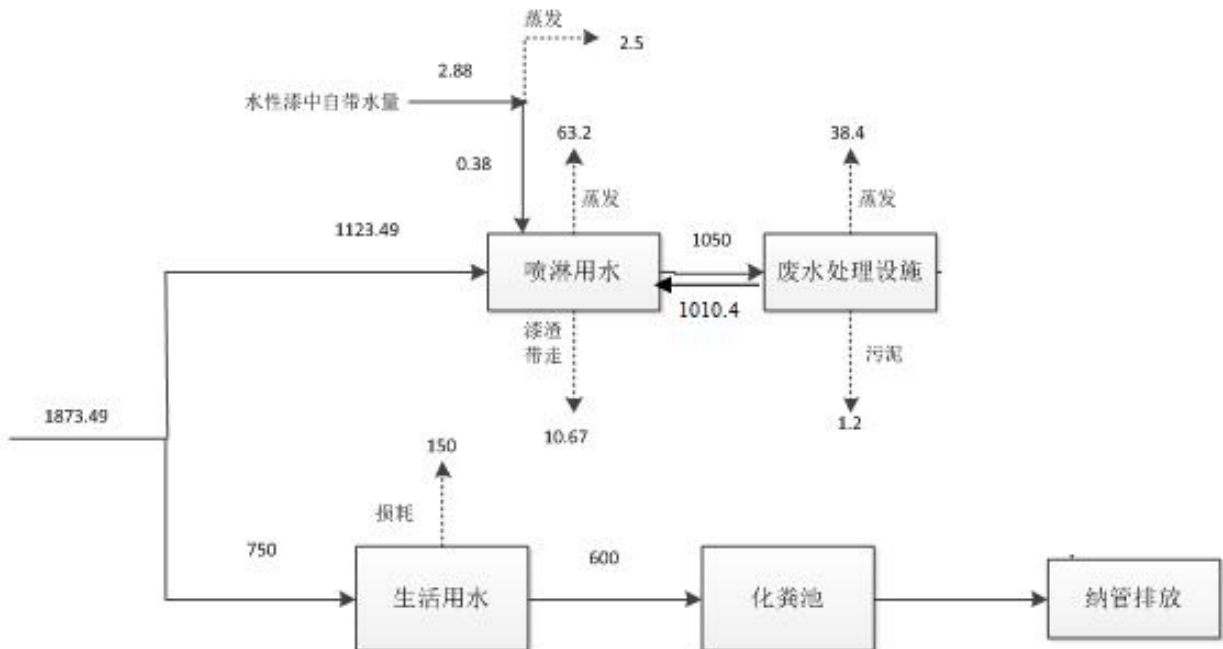 蒸发
2.5
2.88
水性漆中自带水量
63.2
38.4
0.38
蒸发
蒸发
1123.49
1050
喷淋用水
废水处理设施
1010.4
漆渣
带走
污泥
1873.49
10.67
1.2
150
损耗
750
600
生活用水
化粪池
纳管排放